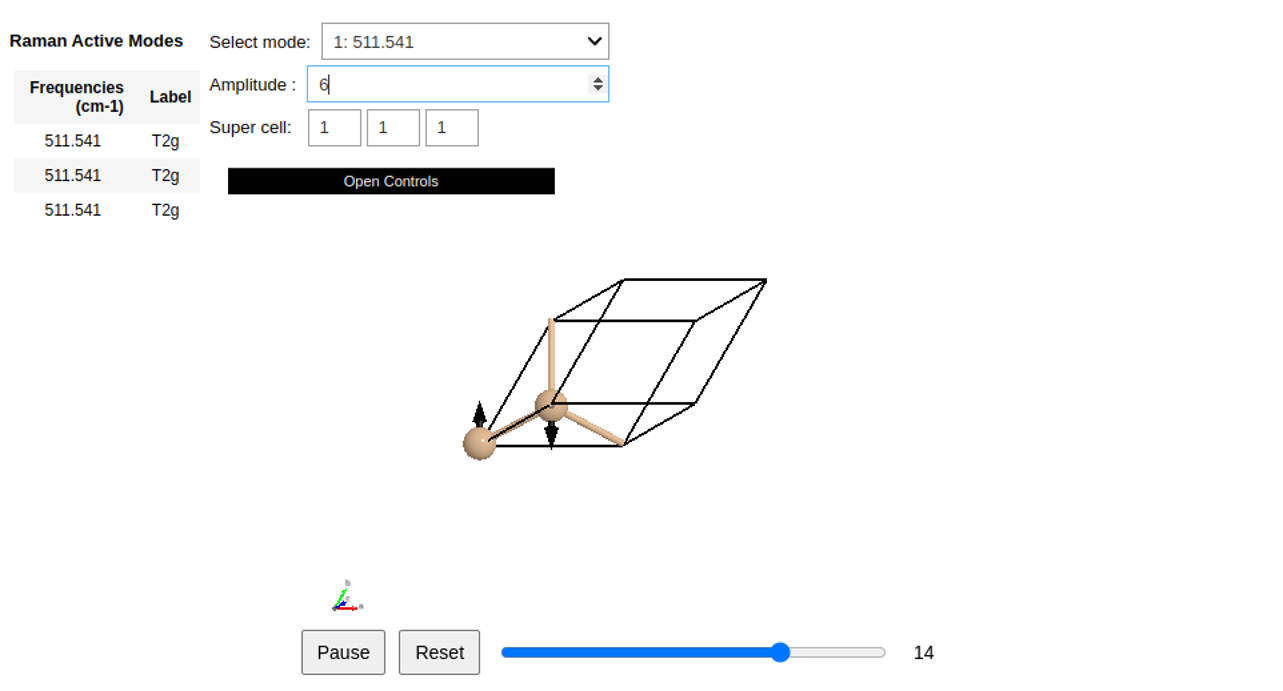 Raman Active Modes
Select mode: 1: 511.541
Amplitude : 6
Super cell: 1 1 1
Frequencies (cm-1) Label
511.541 T2g
511.541 T2g
511.541 T2g
Open Controls
b
a
Pause Reset 14